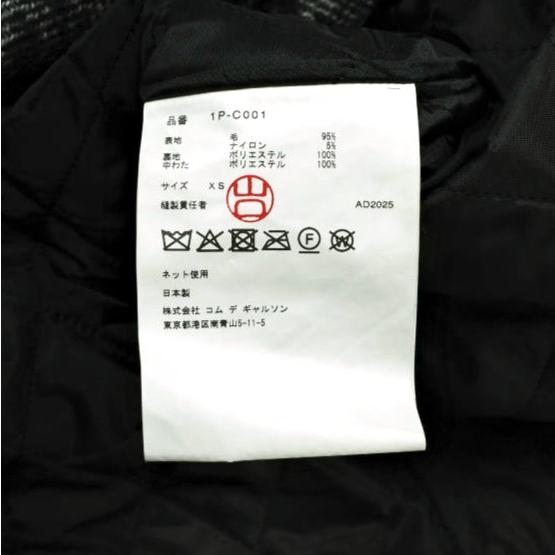 品番 1P-C001
表地 毛 95%
ナイロン 5%
裏地 ポリエステル 100%
中わた ポリエステル 100%
サイズ XS
縫製責任者 AD2025
F
W
ネット使用
日本製
株式会社 コム デ ギャルソン
東京都港区南青山5-11-5